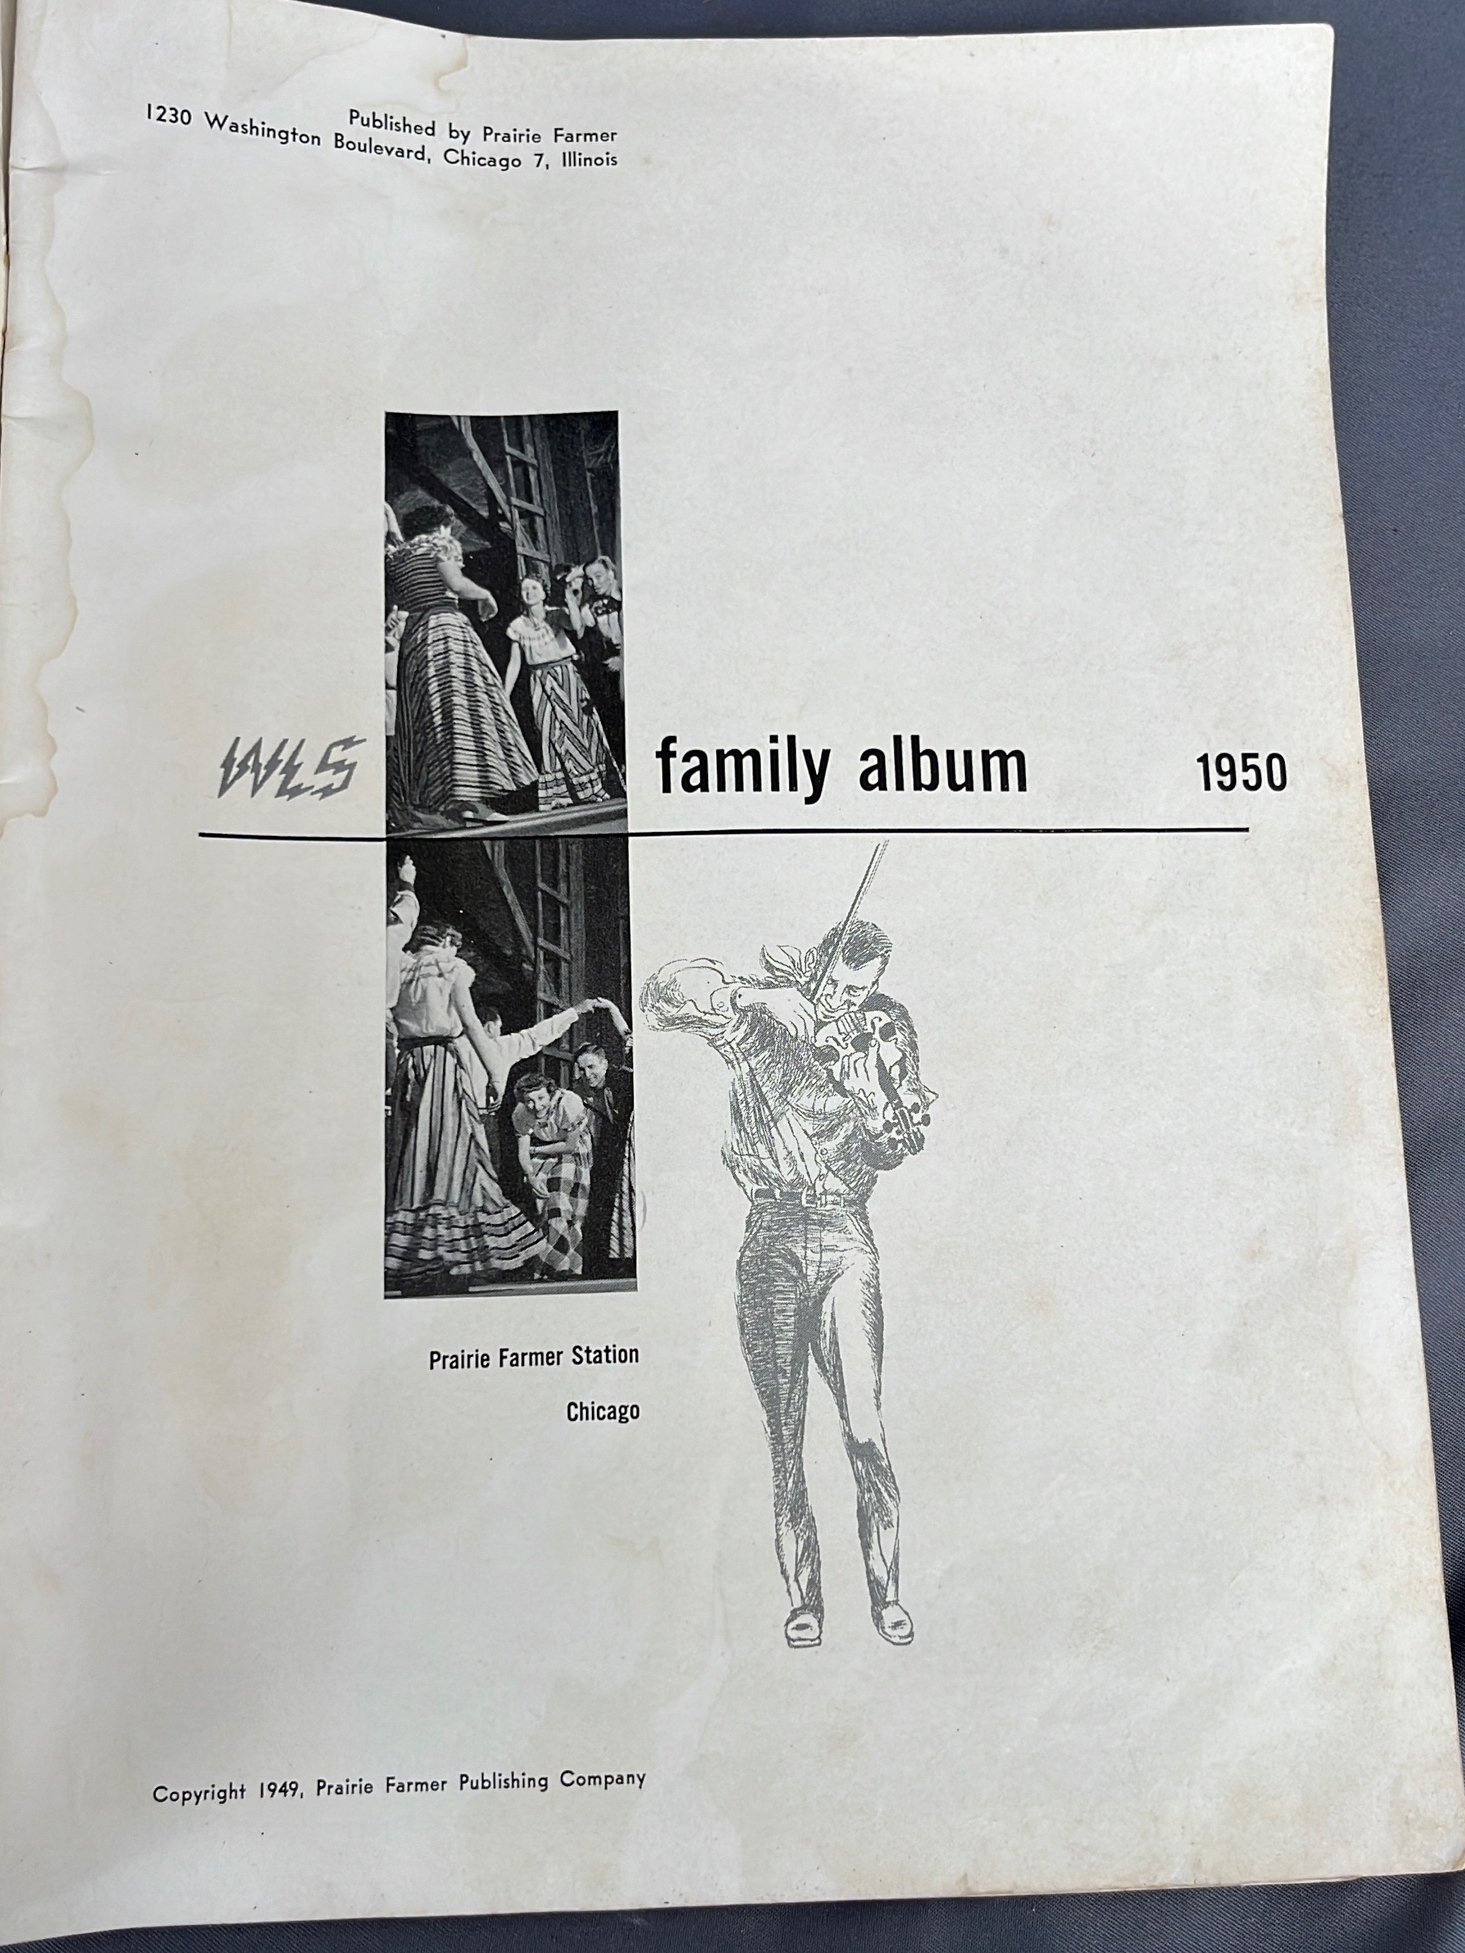 Published by Prairie Farmer
1230 Washington Boulevard, Chicago 7, Illinois
WLS family album 1950
Prairie Farmer Station
Chicago
Copyright 1949, Prairie Farmer Publishing Company